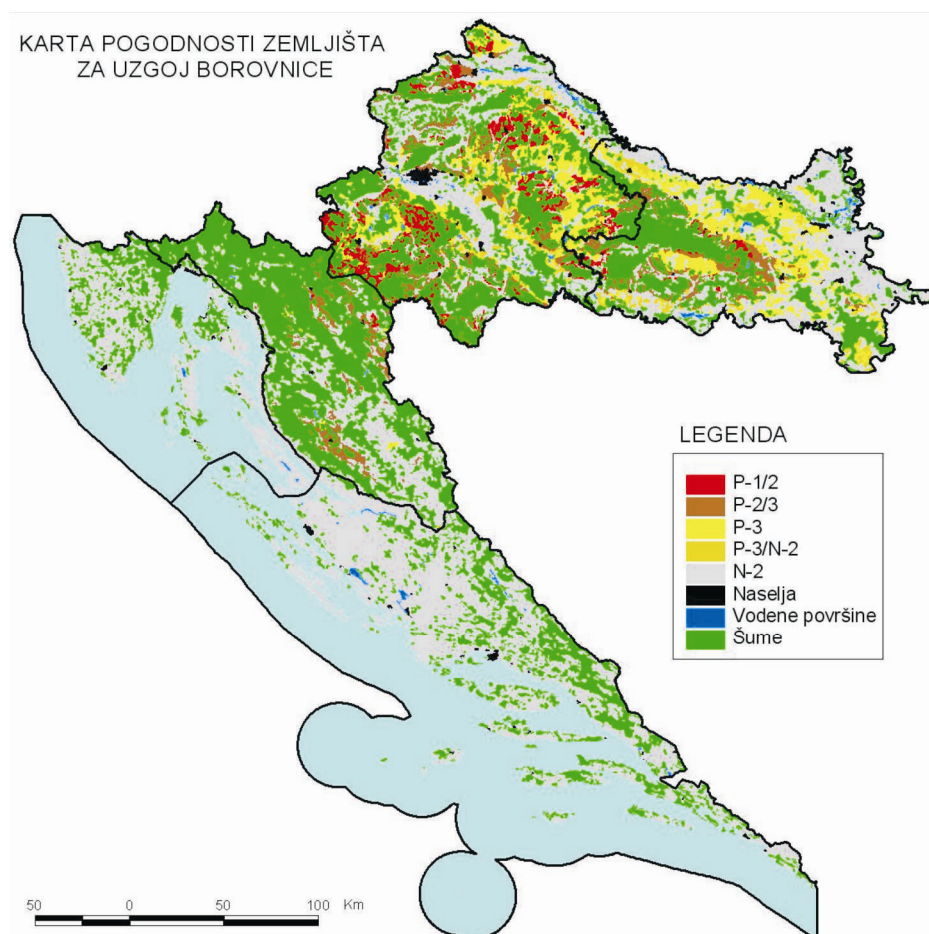 KARTA POGODNOSTI ZEMLJIŠTA
ZA UZGOJ BOROVNICE
LEGENDA
P-1/2
P-2/3
P-3
P-3/N-2
N-2
Naselja
Vodene površine
Šume
50 0 50 100 Km